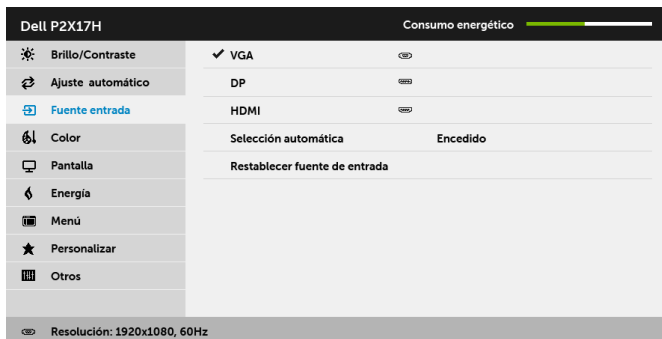 Dell P2X17H Consumo energético
Brillo/Contraste VGA
Ajuste automático DP
Fuente entrada HDMI
Color Selección automática Encedido
Pantalla Restablecer fuente de entrada
Energía
Menú
Personalizar
Otros
Resolución: 1920x1080, 60Hz